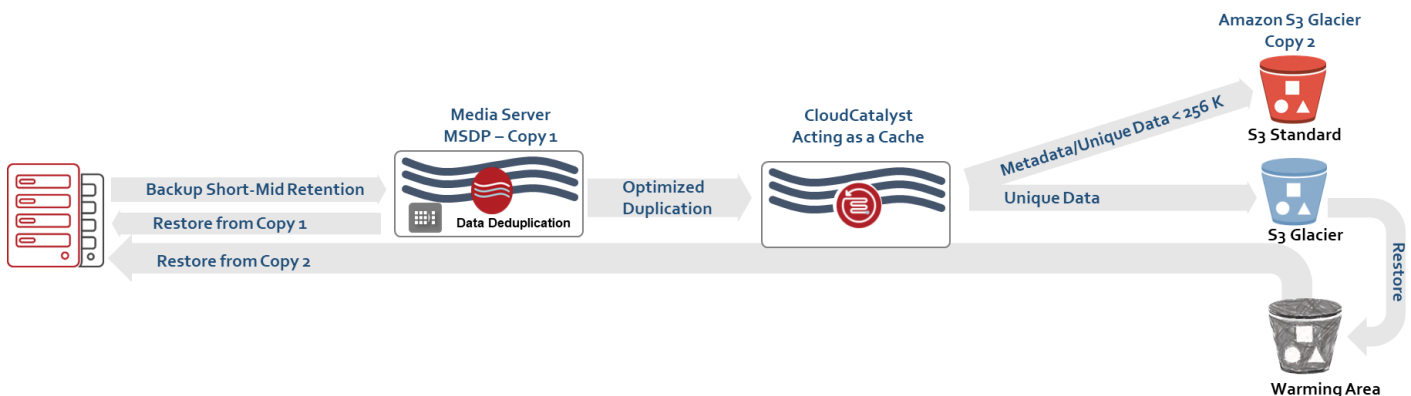 Amazon S3 Glacier
Copy 2
Media Server
MSDP – Copy 1
CloudCatalyst
Acting as a Cache
Metadata/Unique Data < 256 K
S3 Standard
Backup Short-Mid Retention
Restore from Copy 1
Data Deduplication
Optimized
Duplication
Unique Data
S3 Glacier
Restore from Copy 2
Restore
Warming Area